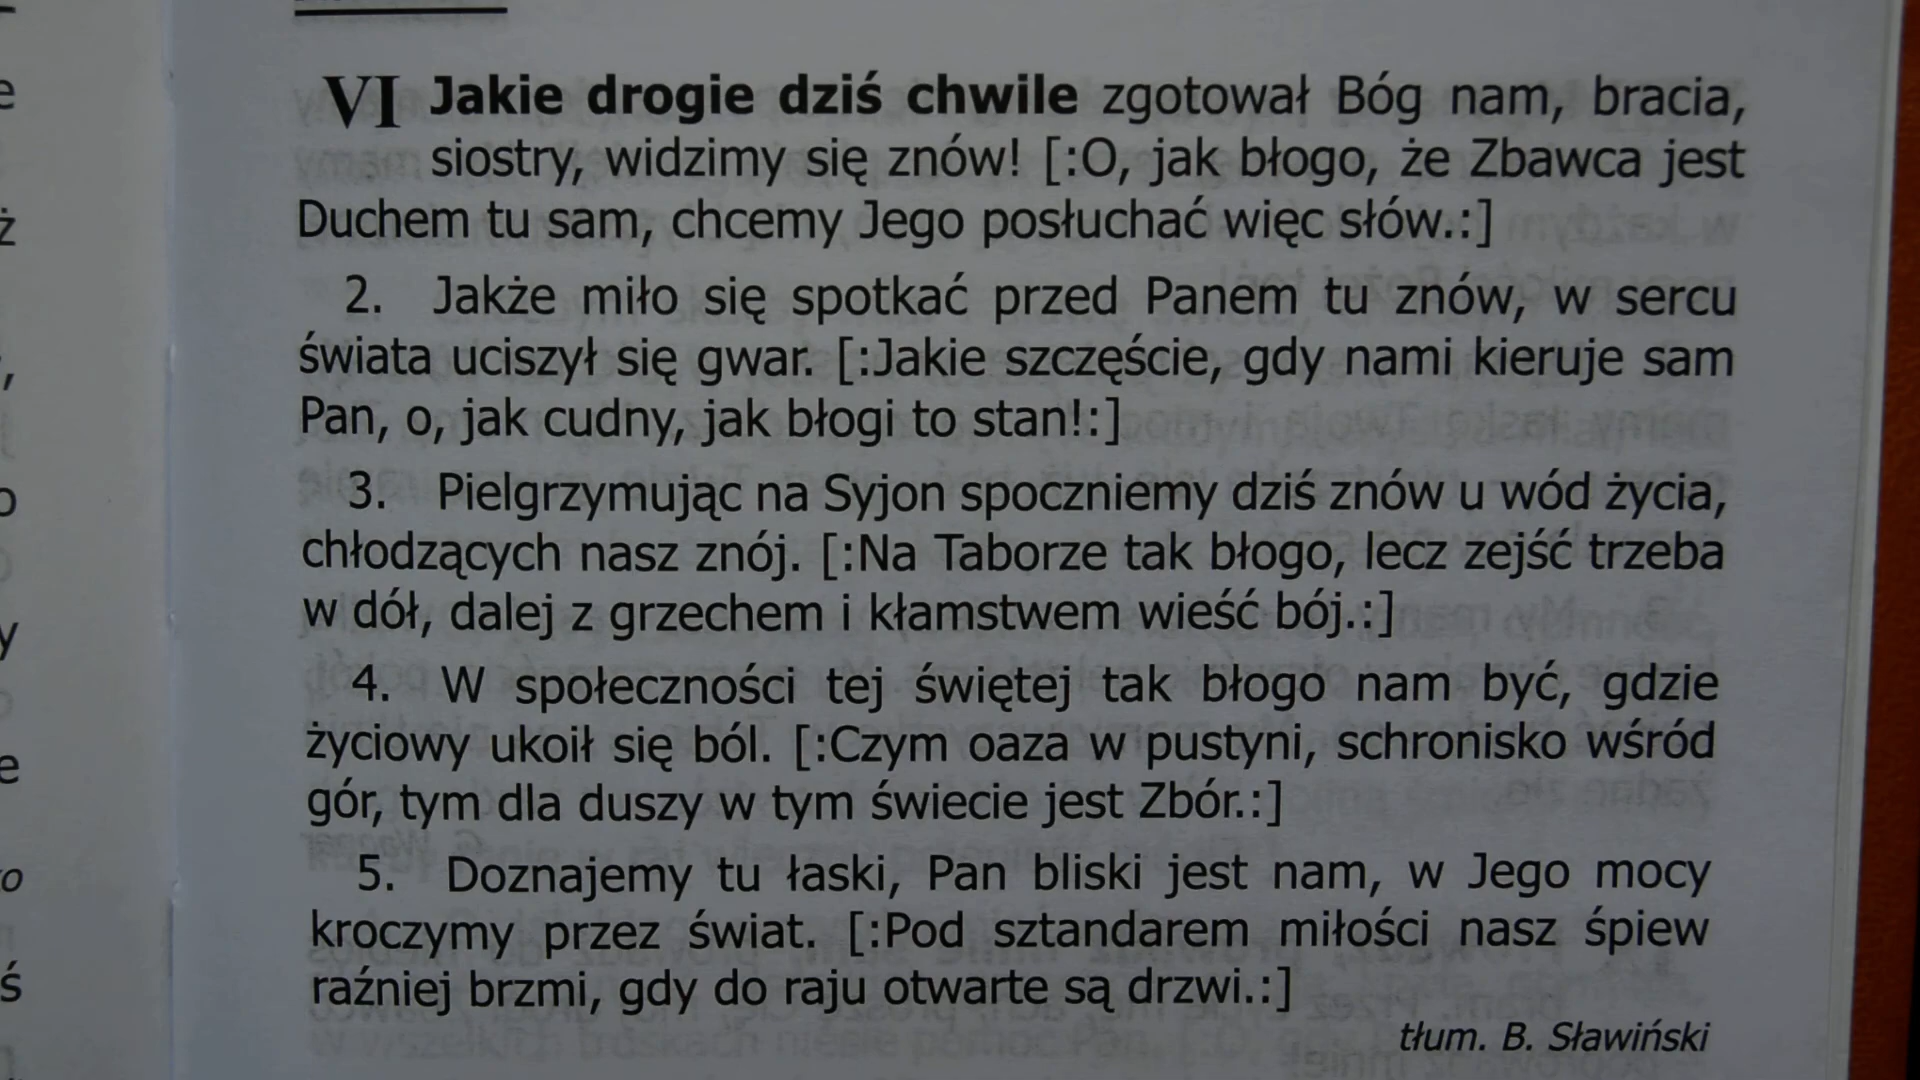 VI Jakie drogie dziś chwile zgotował Bóg nam, bracia,
siostry, widzimy się znów! [:O, jak błogo, że Zbawca jest
Duchem tu sam, chcemy Jego posłuchać więc słów.:]
2. Jakże miło się spotkać przed Panem tu znów, w sercu
świata uciszył się gwar. [:Jakie szczęście, gdy nami kieruje sam
Pan, o, jak cudny, jak błogi to stan!:]
3. Pielgrzymując na Syjon spoczniemy dziś znów u wód życia,
chłodzących nasz znój. [:Na Taborze tak błogo, lecz zejść trzeba
w dół, dalej z grzechem i kłamstwem wieść bój.:]
4. W społeczności tej świętej tak błogo nam być, gdzie
życiowy ukoił się ból. [:Czym oaza w pustyni, schronisko wśród
gór, tym dla duszy w tym świecie jest Zbór.:]
5. Doznajemy tu łaski, Pan bliski jest nam, w Jego mocy
kroczymy przez świat. [:Pod sztandarem miłości nasz śpiew
raźniej brzmi, gdy do raju otwarte są drzwi.:]
tłum. B. Sławiński